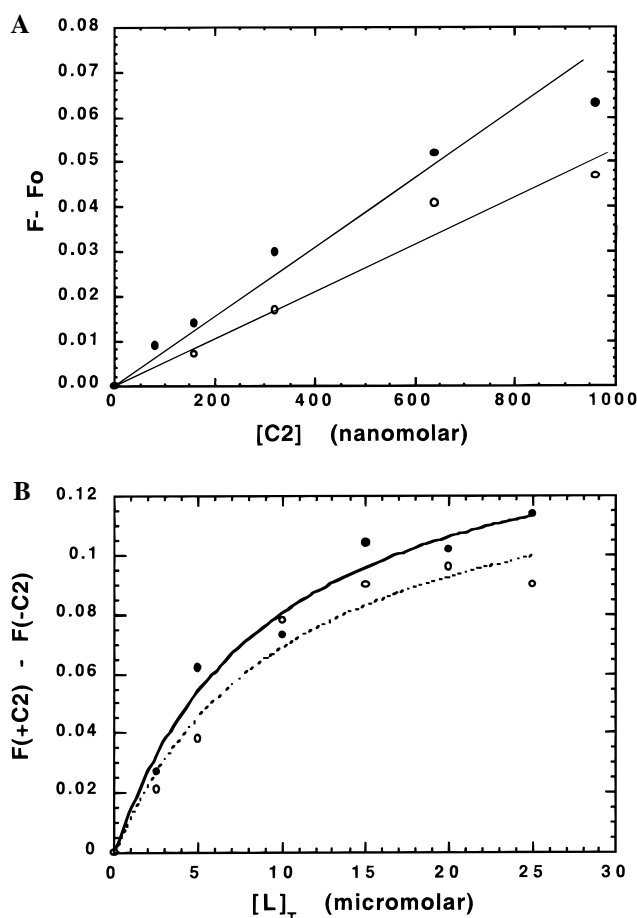 A
0.08
0.07
0.06
0.05
0.04
0.03
0.02
0.01
0.00
F- Fo
0 200 400 600 800 1000
[C2] (nanomolar)
B
0.12
0.1
0.08
0.06
0.04
0.02
0
F(+C2) - F(-C2)
0 5 10 15 20 25 30
[L]T (micromolar)